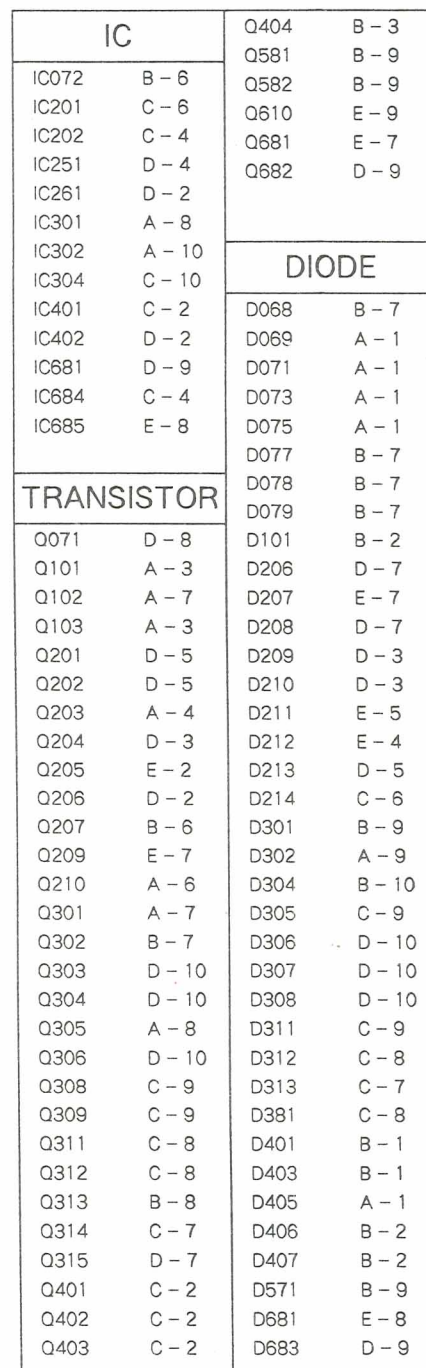 IC
IC072 B - 6
IC201 C - 6
IC202 C - 4
IC251 D - 4
IC261 D - 2
IC301 A - 8
IC302 A - 10
IC304 C - 10
IC401 C - 2
IC402 D - 2
IC681 D - 9
IC684 C - 4
IC685 E - 8
TRANSISTOR
Q071 D - 8
Q101 A - 3
Q102 A - 7
Q103 A - 3
Q201 D - 5
Q202 D - 5
Q203 A - 4
Q204 D - 3
Q205 E - 2
Q206 D - 2
Q207 B - 6
Q209 E - 7
Q210 A - 6
Q301 A - 7
Q302 B - 7
Q303 D - 10
Q304 D - 10
Q305 A - 8
Q306 D - 10
Q308 C - 9
Q309 C - 9
Q311 C - 8
Q312 C - 8
Q313 B - 8
Q314 C - 7
Q315 D - 7
Q401 C - 2
Q402 C - 2
Q403 C - 2
Q404 B - 3
Q581 B - 9
Q582 B - 9
Q610 E - 9
Q681 E - 7
Q682 D - 9
DIODE
D068 B - 7
D069 A - 1
D071 A - 1
D073 A - 1
D075 A - 1
D077 B - 7
D078 B - 7
D079 B - 7
D101 B - 2
D206 D - 7
D207 E - 7
D208 D - 7
D209 D - 3
D210 D - 3
D211 E - 5
D212 E - 4
D213 D - 5
D214 C - 6
D301 B - 9
D302 A - 9
D304 B - 10
D305 C - 9
D306 D - 10
D307 D - 10
D308 D - 10
D311 C - 9
D312 C - 8
D313 C - 7
D381 C - 8
D401 B - 1
D403 B - 1
D405 A - 1
D406 B - 2
D407 B - 2
D571 B - 9
D681 E - 8
D683 D - 9